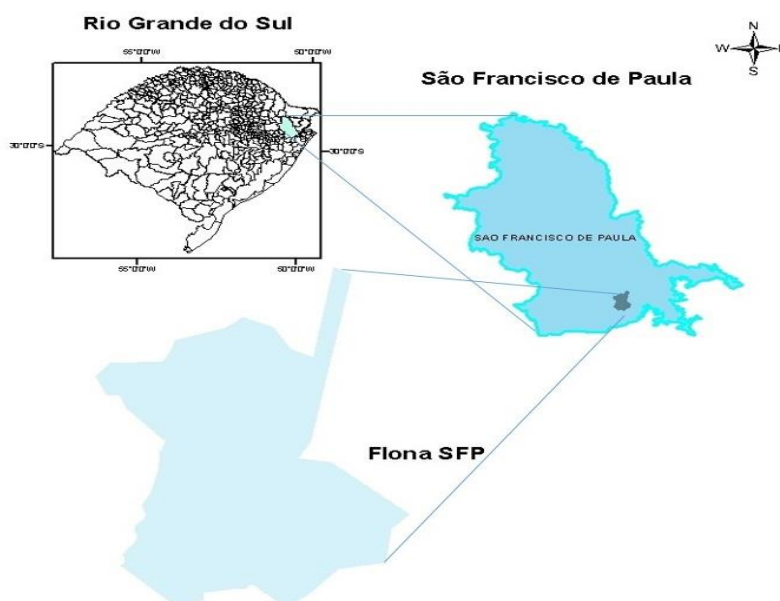 Rio Grande do Sul
55°0'0"W
50°0'0"W
N
W
E
S
São Francisco de Paula
30°0'0"S
30°0'0"S
SAO FRANCISCO DE PAULA
55°0'0"W
50°0'0"W
Flona SFP